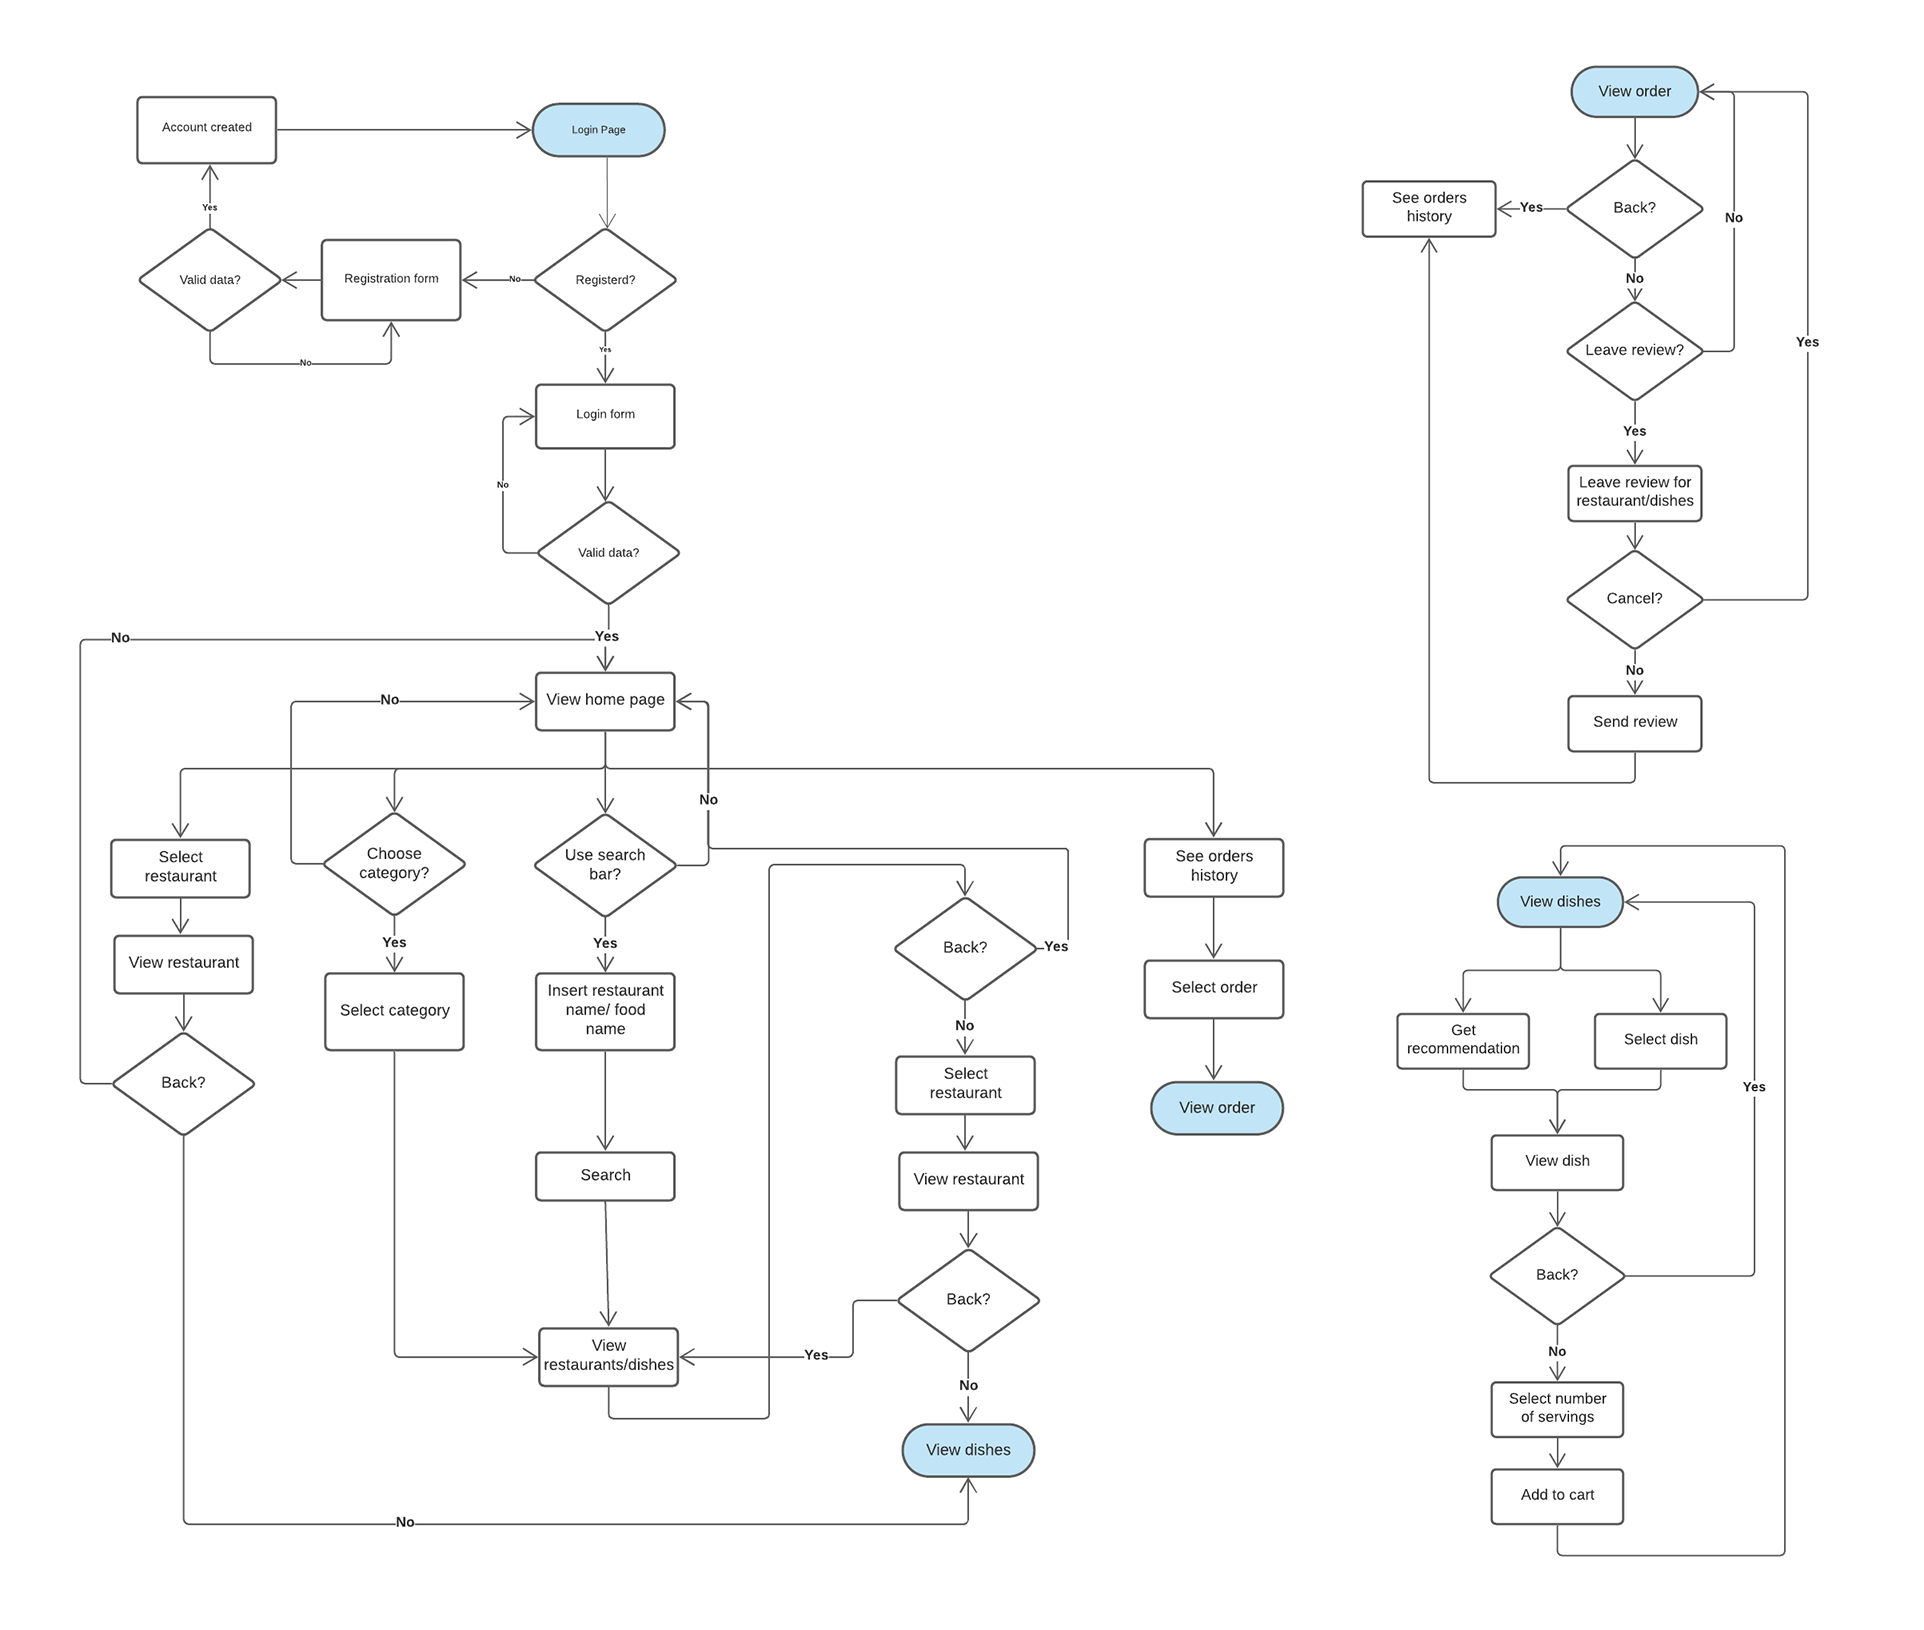 Account created
Login Page
Yes
Valid data?
Registration form
No
Registerd?
No
Yes
Login form
No
Valid data?
No
Yes
No
View home page
No
Select
restaurant
Choose
category?
Use search
bar?
View restaurant
Yes
Yes
Back?
Yes
See orders
history
Select category
Insert restaurant
name/ food
name
No
Select order
Back?
Select
restaurant
View order
Search
View restaurant
Back?
View
restaurants/dishes
Yes
No
View dishes
No
View order
See orders
history
Yes
Back?
No
No
Leave review?
Yes
Yes
Leave review for
restaurant/dishes
Cancel?
No
Send review
View dishes
Get
recommendation
Select dish
Yes
View dish
Back?
No
Select number
of servings
Add to cart